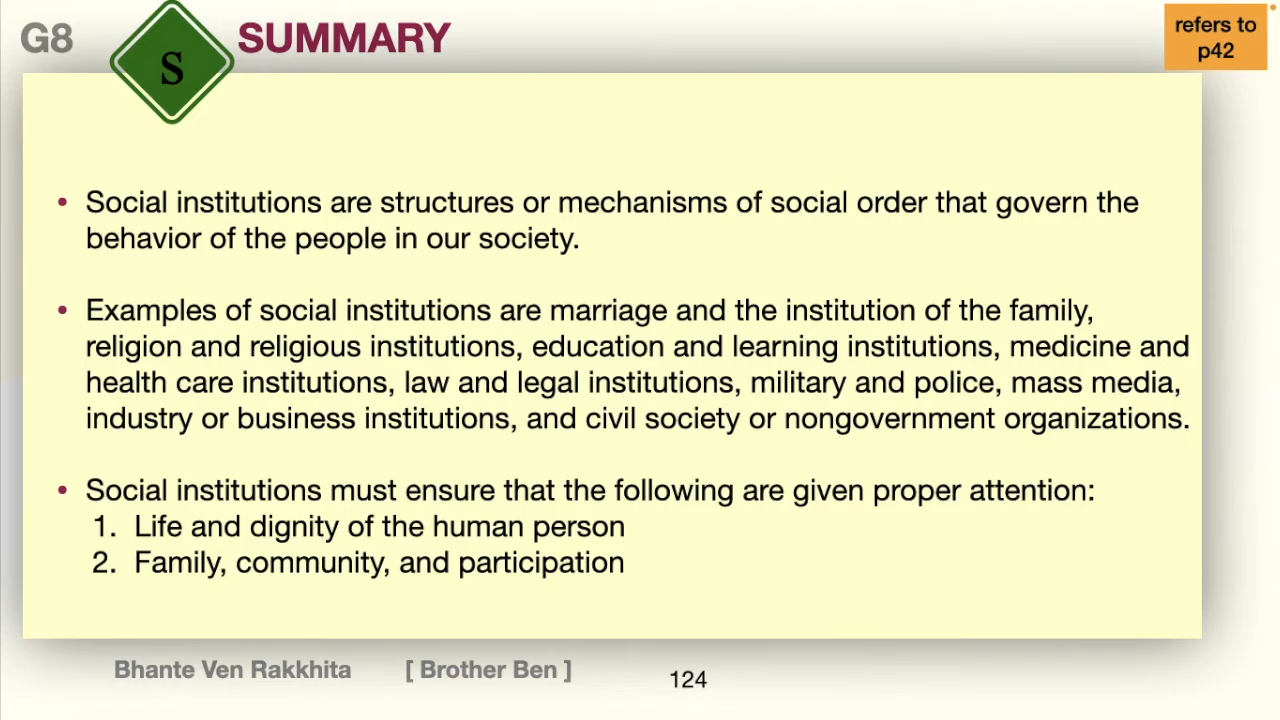 G8
S
SUMMARY
refers to
p42
• Social institutions are structures or mechanisms of social order that govern the
behavior of the people in our society.
• Examples of social institutions are marriage and the institution of the family,
religion and religious institutions, education and learning institutions, medicine and
health care institutions, law and legal institutions, military and police, mass media,
industry or business institutions, and civil society or nongovernment organizations.
• Social institutions must ensure that the following are given proper attention:
1. Life and dignity of the human person
2. Family, community, and participation
Bhante Ven Rakkhita [ Brother Ben ]
124